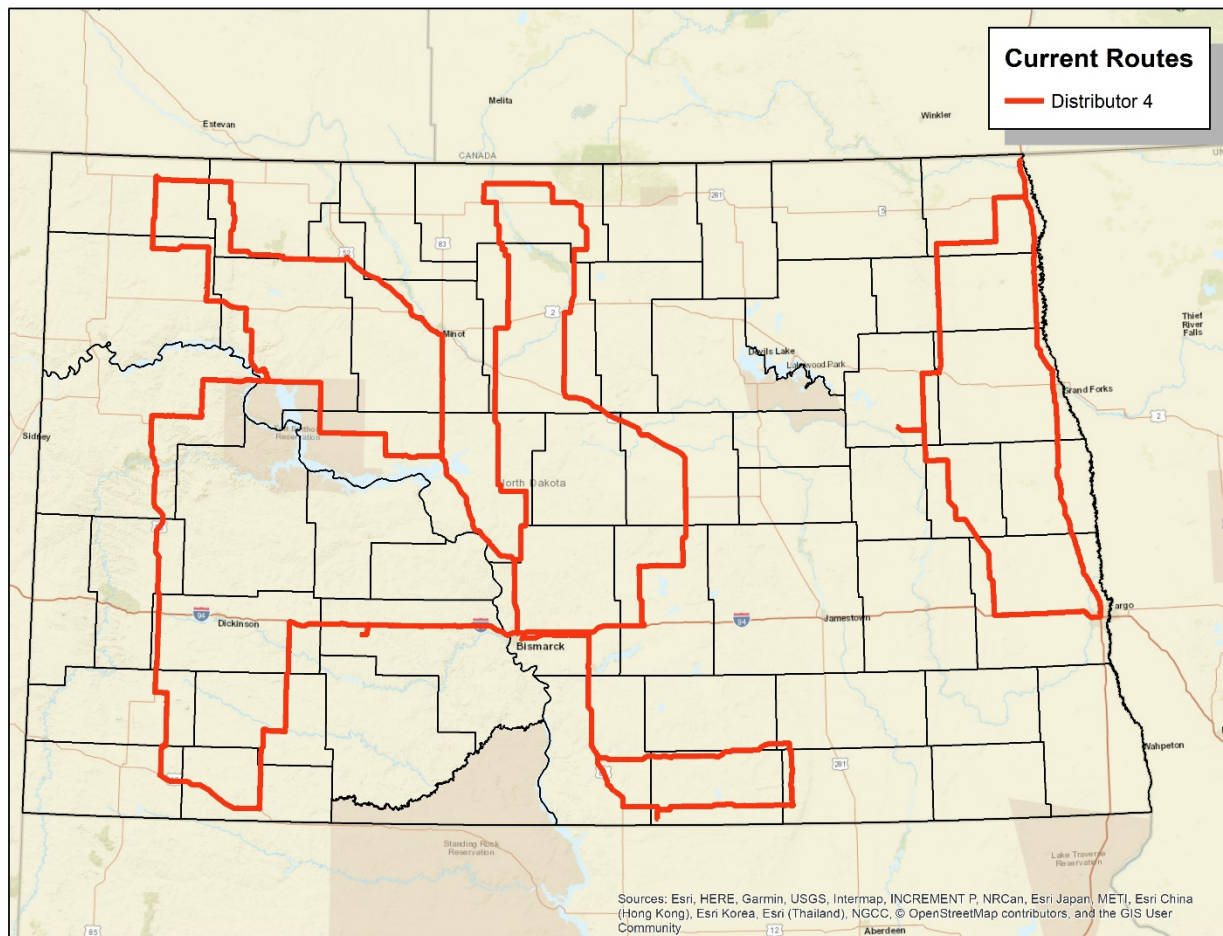 Current Routes
Distributor 4
Melita
Winkler
Estevan
CANADA
281
5
52
83
2
Minot
Thief
River
Falls
Devils Lake
Lakewood Park
Grand Forks
2
Sidney
Reservation
North Dakota
94
Dickinson
Bismarck
94
Jamestown
Fargo
281
Wahpeton
Standing Rock
Reservation
Lake Traverse
Reservation
Sources: Esri, HERE, Garmin, USGS, Intermap, INCREMENT P, NRCan, Esri Japan, METI, Esri China
(Hong Kong), Esri Korea, Esri (Thailand), NGCC, © OpenStreetMap contributors, and the GIS User
Community
85
12
Aberdeen